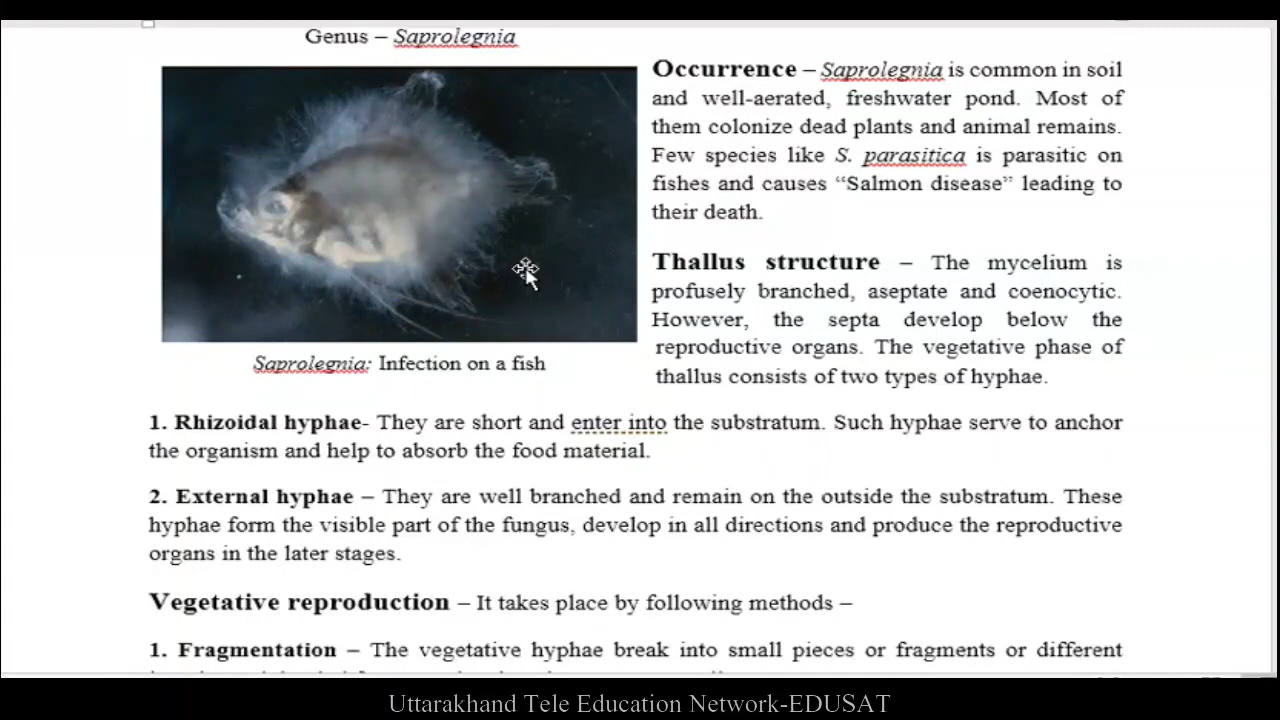 Genus – Saprolegnia
Occurrence – Saprolegnia is common in soil
and well-aerated, freshwater pond. Most of
them colonize dead plants and animal remains.
Few species like S. parasitica is parasitic on
fishes and causes “Salmon disease” leading to
their death.
Thallus structure – The mycelium is
profusely branched, aseptate and coenocytic.
However, the septa develop below the
reproductive organs. The vegetative phase of
thallus consists of two types of hyphae.
Saprolegnia: Infection on a fish
1. Rhizoidal hyphae- They are short and enter into the substratum. Such hyphae serve to anchor
the organism and help to absorb the food material.
2. External hyphae – They are well branched and remain on the outside the substratum. These
hyphae form the visible part of the fungus, develop in all directions and produce the reproductive
organs in the later stages.
Vegetative reproduction – It takes place by following methods –
1. Fragmentation – The vegetative hyphae break into small pieces or fragments or different
Uttarakhand Tele Education Network-EDUSAT